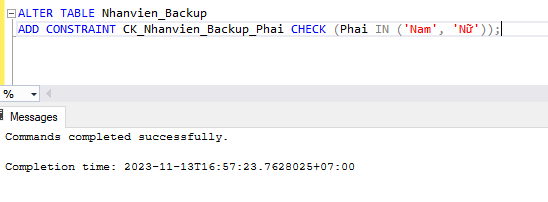 ALTER TABLE Nhanvien_Backup
ADD CONSTRAINT CK_Nhanvien_Backup_Phai CHECK (Phai IN ('Nam', 'Nữ'));
%
Messages
Commands completed successfully.
Completion time: 2023-11-13T16:57:23.7628025+07:00